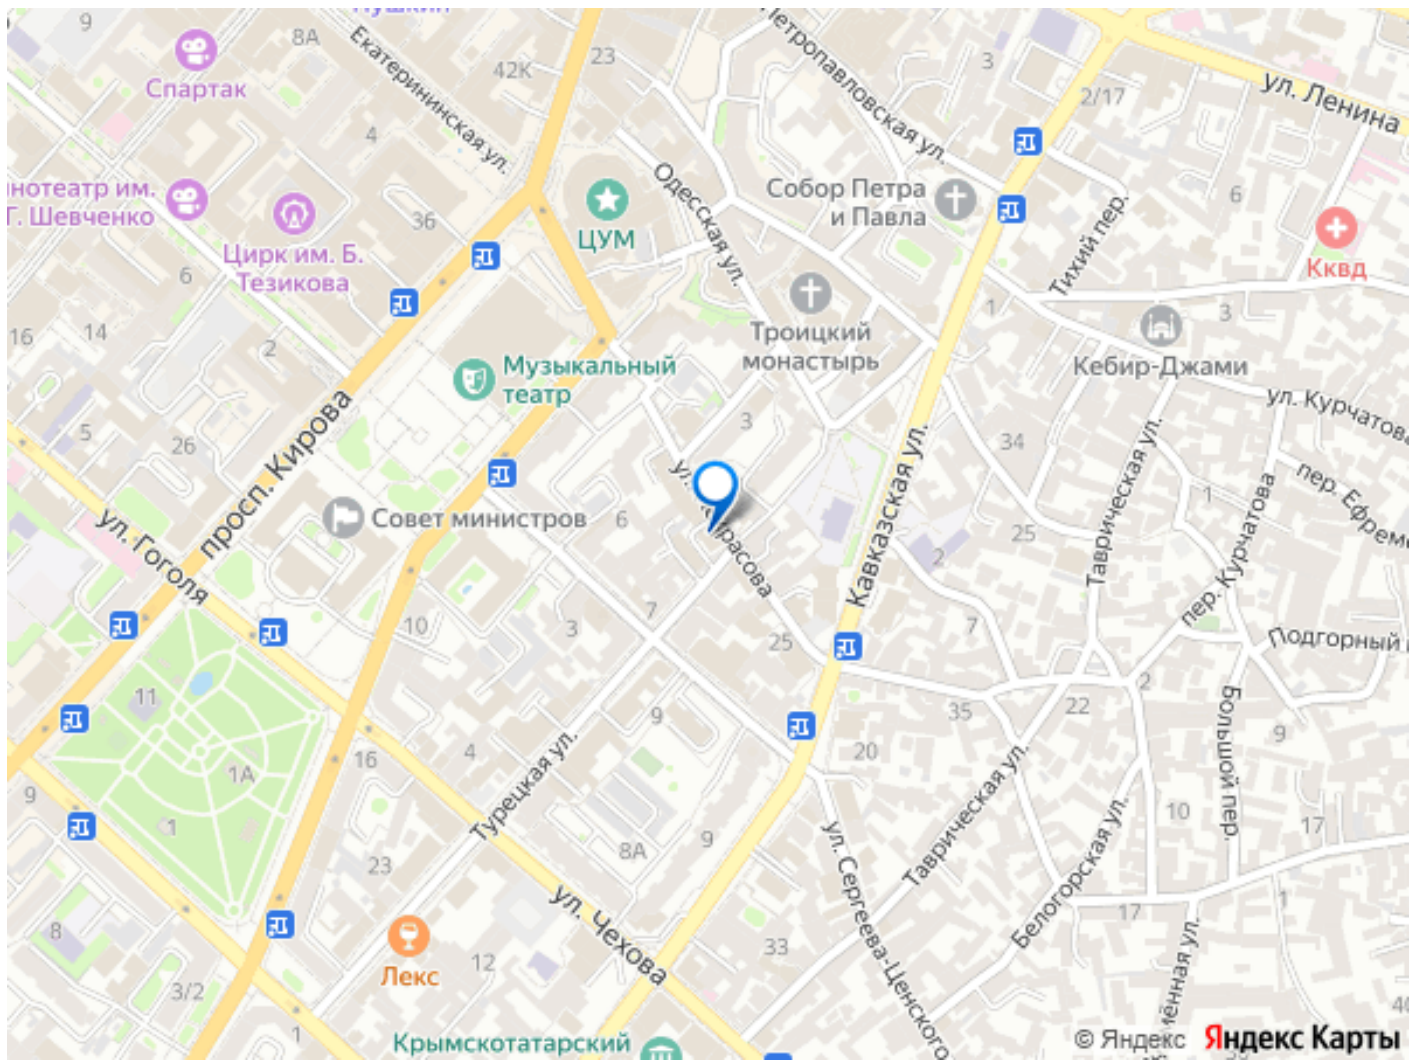 9
8А
Спартак
Екатерининская ул.
42К
23
4
Петропавловская ул.
3
2/17
ул. Ленина
Г. Шевченко
36
Цирк им. Б.
Тезикова
6
ЦУМ
Одесская ул.
Собор Петра
и Павла
Тихий пер.
6
Кквд
16
14
2
Музыкальный
театр
Троицкий
монастырь
1
3
Кебир-Джами
ул. Курчатова
5
26
просп. Кирова
3
34
Кавказская ул.
Таврическая ул.
1
пер. Курчатова
ул. Гоголя
Совет министров
6
25
2
10
3
7
25
7
Подгорный
11
1А
1
9
16
4
9
35
22
2
20
Большой пер.
9
Турецкая ул.
23
8А
9
Таврическая ул.
10
17
Белогорская ул.
ул. Сергеева-Ценского
ул. Чехова
17
1
8
Лекс
12
33
3/2
1
Крымскотатарский
© Яндекс
Яндекс Карты